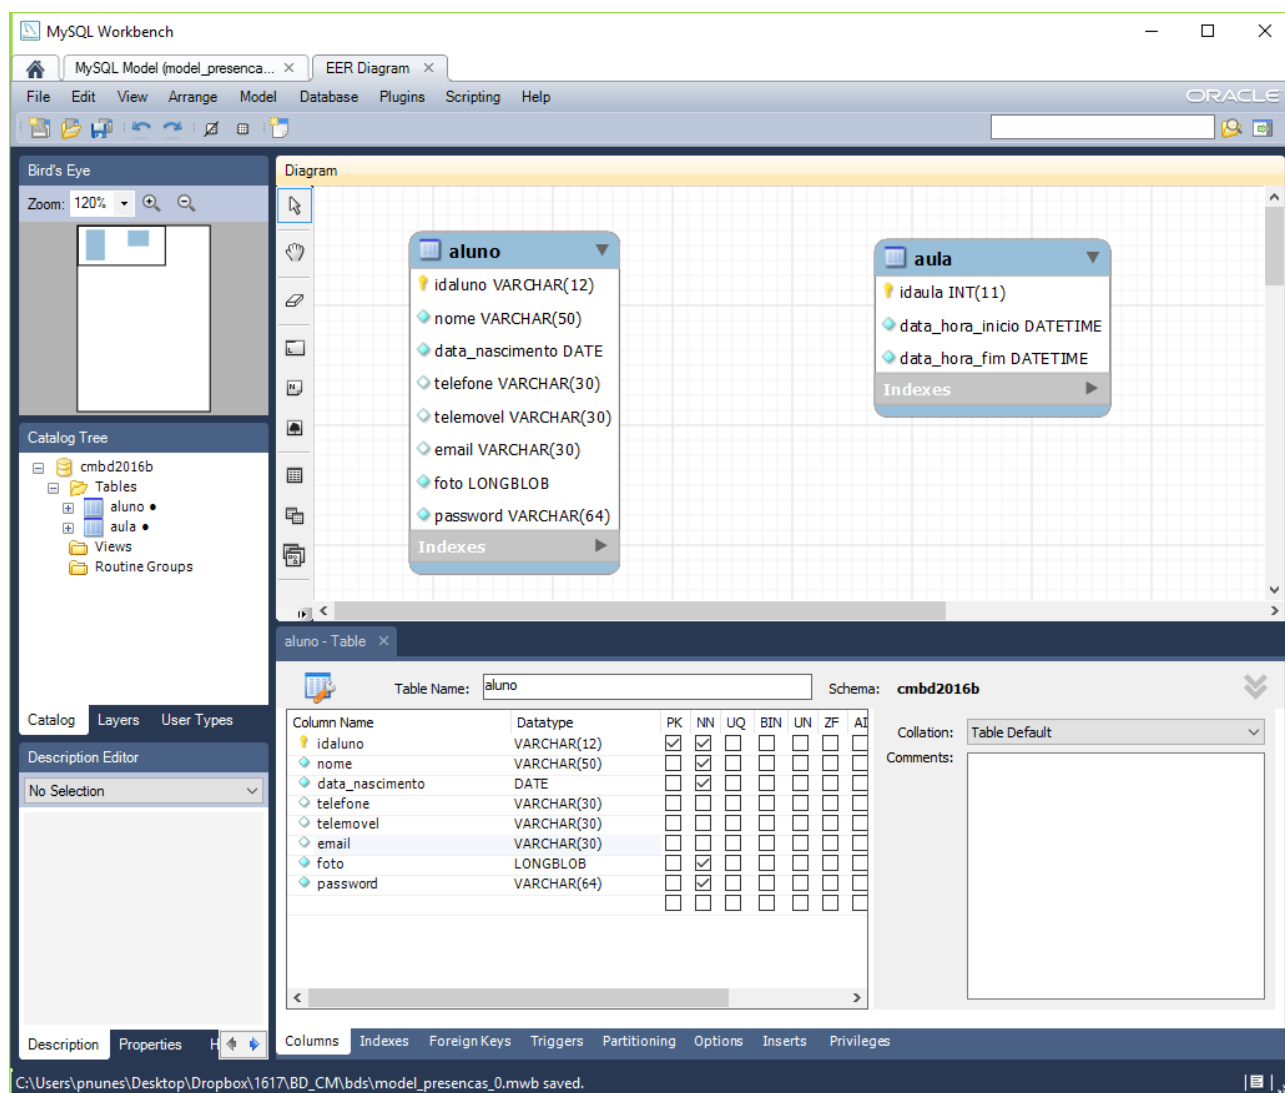 MySQL Workbench
MySQL Model (model_presenca...
EER Diagram
File Edit View Arrange Model Database Plugins Scripting Help
ORACLE
Bird's Eye
Zoom: 120%
Diagram
aluno
idaluno VARCHAR(12)
nome VARCHAR(50)
data_nascimento DATE
telefone VARCHAR(30)
telemovel VARCHAR(30)
email VARCHAR(30)
foto LONGBLOB
password VARCHAR(64)
Indexes
aula
idaula INT(11)
data_hora_inicio DATETIME
data_hora_fim DATETIME
Indexes
Catalog Tree
cmbd2016b
Tables
aluno
aula
Views
Routine Groups
Catalog Layers User Types
Description Editor
No Selection
Description Properties H
aluno - Table
Table Name: aluno
Schema: cmbd2016b
Column Name Datatype PK NN UQ BIN UN ZF AI
idaluno VARCHAR(12)
nome VARCHAR(50)
data_nascimento DATE
telefone VARCHAR(30)
telemovel VARCHAR(30)
email VARCHAR(30)
foto LONGBLOB
password VARCHAR(64)
Collation: Table Default
Comments:
Columns Indexes Foreign Keys Triggers Partitioning Options Inserts Privileges
C:\Users\pnunes\Desktop\Dropbox\1617\BD_CM\bds\model_presencas_0.mwb saved.